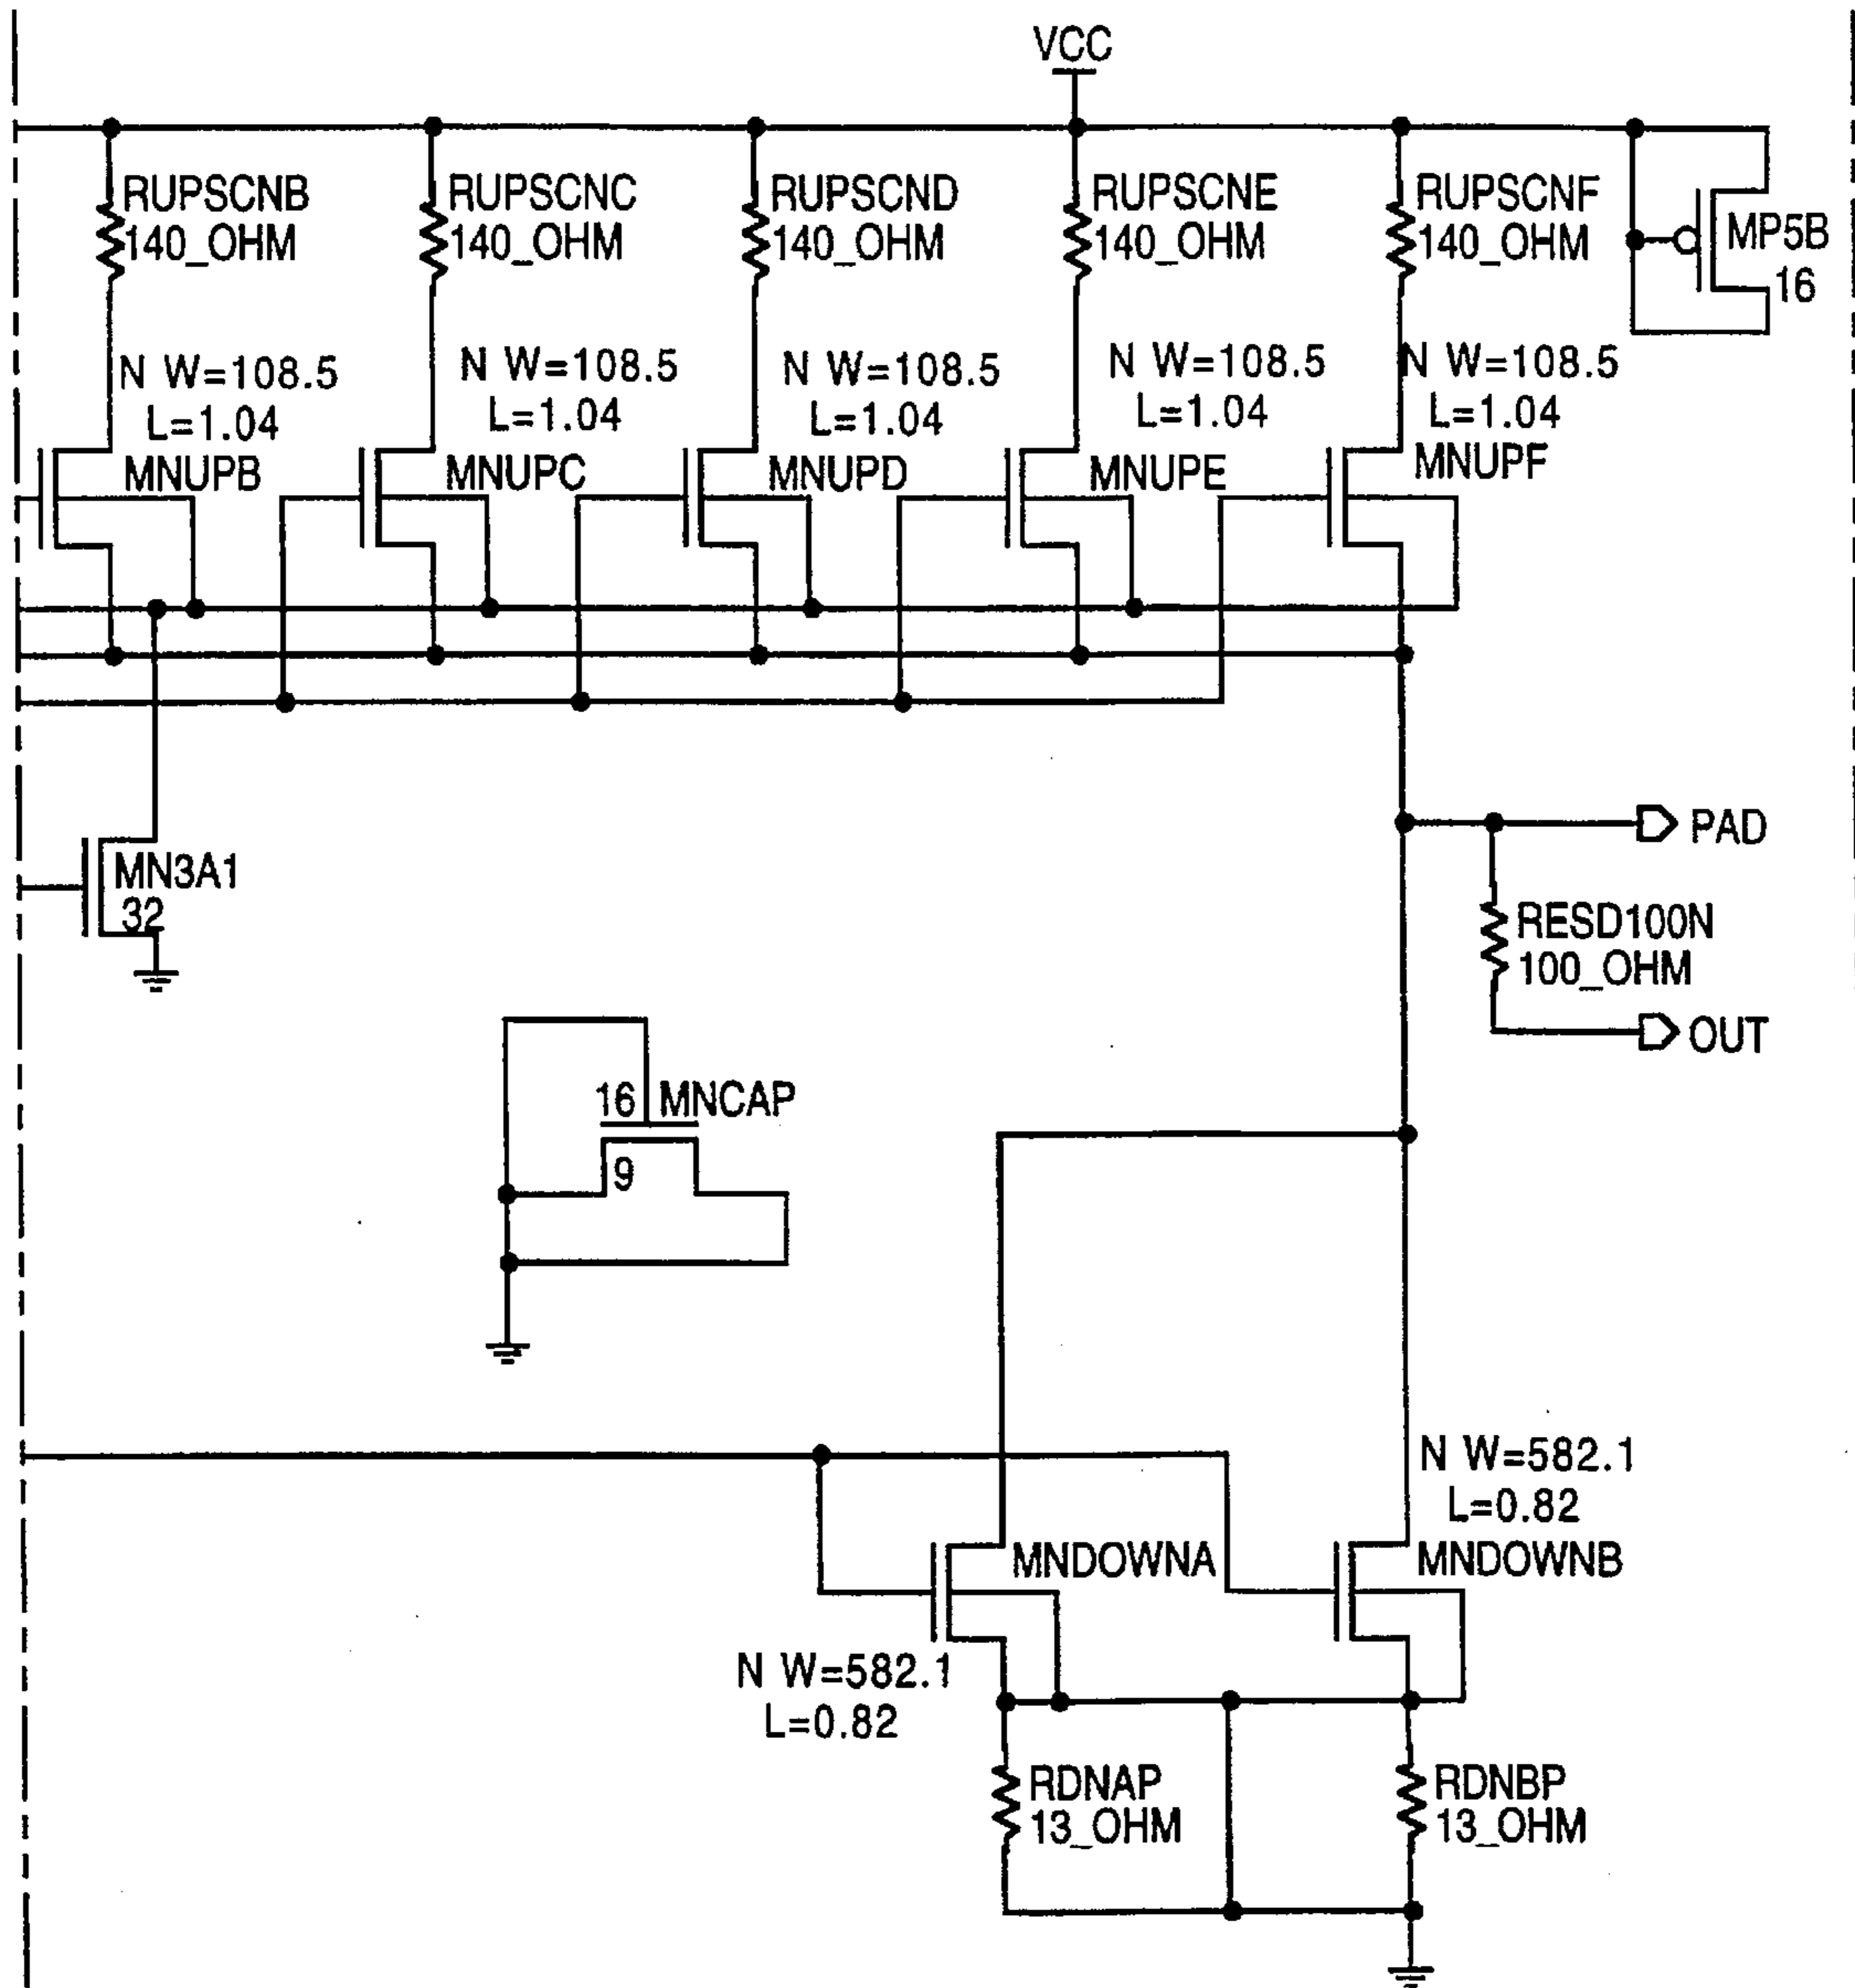 VCC
RUPSCNB
140_OHM
RUPSCNC
140_OHM
RUPSCND
140_OHM
RUPSCNE
140_OHM
RUPSCNF
140_OHM
MP5B
16
N W=108.5
L=1.04
MNUPB
N W=108.5
L=1.04
MNUPC
N W=108.5
L=1.04
MNUPD
N W=108.5
L=1.04
MNUPE
N W=108.5
L=1.04
MNUPF
PAD
MN3A1
32
RESD100N
100_OHM
OUT
16 MNCAP
9
N W=582.1
L=0.82
MNDOWNA
MNDOWNB
N W=582.1
L=0.82
RDNAP
13_OHM
RDNBP
13_OHM